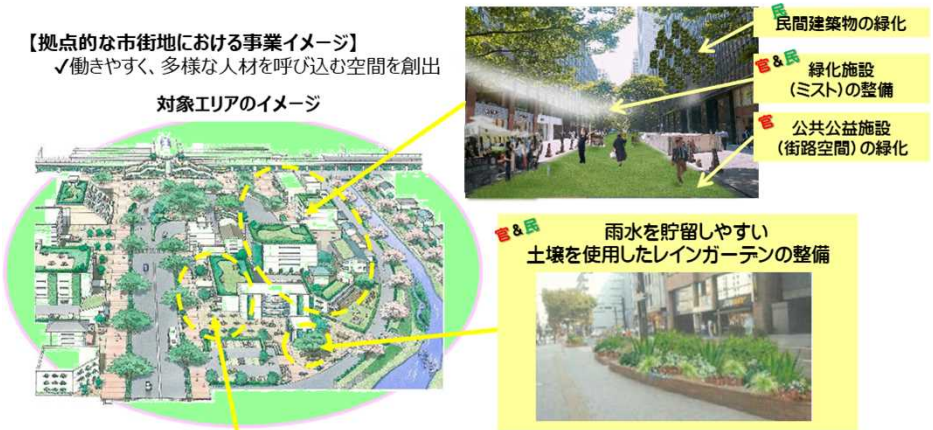 【拠点的な市街地における事業イメージ】
✓働きやすく、多様な人材を呼び込む空間を創出
対象エリアのイメージ
民
民間建築物の緑化
官&民
緑化施設
（ミスト）の整備
官
公共公益施設
（街路空間）の緑化
官&民
雨水を貯留しやすい
土壌を使用したレインガーデンの整備